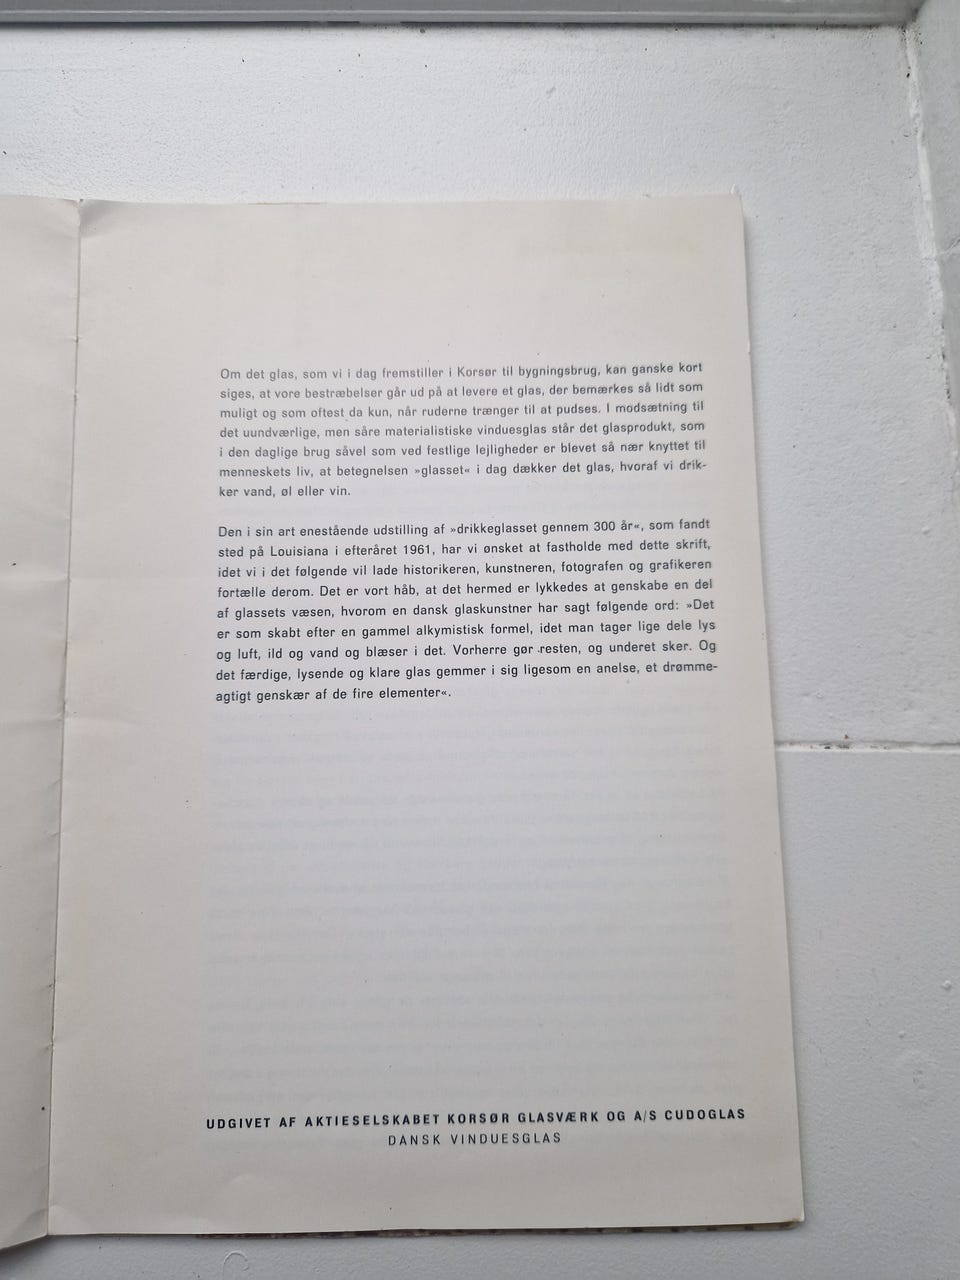 Om det glas, som vi i dag fremstiller i Korsør til bygningsbrug, kan ganske kort
siges, at vore bestræbelser går ud på at levere et glas, der bemærkes så lidt som
muligt og som oftest da kun, når ruderne trænger til at pudses. I modsætning til
det uundværlige, men såre materialistiske vinduesglas står det glasprodukt, som
i den daglige brug såvel som ved festlige lejligheder er blevet så nær knyttet til
menneskets liv, at betegnelsen »glasset« i dag dækker det glas, hvoraf vi drik-
ker vand, øl eller vin.
Den i sin art enestående udstilling af »drikkeglasset gennem 300 år«, som fandt
sted på Louisiana i efteråret 1961, har vi ønsket at fastholde med dette skrift,
idet vi i det følgende vil lade historikeren, kunstneren, fotografen og grafikeren
fortælle derom. Det er vort håb, at det hermed er lykkedes at genskabe en del
af glassets væsen, hvorom en dansk glaskunstner har sagt følgende ord: »Det
er som skabt efter en gammel alkymistisk formel, idet man tager lige dele lys
og luft, ild og vand og blæser i det. Vorherre gør resten, og underet sker. Og
det færdige, lysende og klare glas gemmer i sig ligesom en anelse, et drømme-
agtigt genskær af de fire elementer«.
UDGIVET AF AKTIESELSKABET KORSØR GLASVÆRK OG A/S CUDOGLAS
DANSK VINDUESGLAS